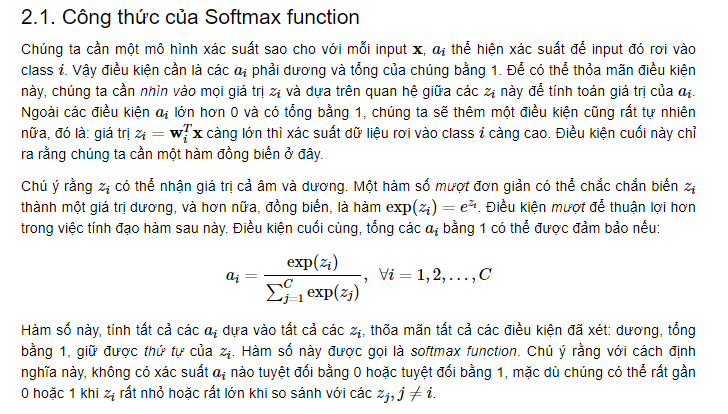 2.1. Công thức của Softmax function
Chúng ta cần một mô hình xác suất sao cho với mỗi input x, a_i thể hiện xác suất để input đó rơi vào
class i. Vậy điều kiện cần là các a_i phải dương và tổng của chúng bằng 1. Để có thể thỏa mãn điều kiện
này, chúng ta cần nhìn vào mọi giá trị z_i và dựa trên quan hệ giữa các z_i này để tính toán giá trị của a_i.
Ngoài các điều kiện a_i lớn hơn 0 và có tổng bằng 1, chúng ta sẽ thêm một điều kiện cũng rất tự nhiên
nữa, đó là: giá trị z_i = w_i^T x càng lớn thì xác suất dữ liệu rơi vào class i càng cao. Điều kiện cuối này chỉ
ra rằng chúng ta cần một hàm đồng biến ở đây.
Chú ý rằng z_i có thể nhận giá trị cả âm và dương. Một hàm số mượt đơn giản có thể chắc chắn biến z_i
thành một giá trị dương, và hơn nữa, đồng biến, là hàm exp(z_i) = e^{z_i}. Điều kiện mượt để thuận lợi hơn
trong việc tính đạo hàm sau này. Điều kiện cuối cùng, tổng các a_i bằng 1 có thể được đảm bảo nếu:
a_i = \frac{exp(z_i)}{\sum_{j=1}^{C} exp(z_j)}, ∀i = 1, 2, …, C
Hàm số này, tính tất cả các a_i dựa vào tất cả các z_i, thõa mãn tất cả các điều kiện đã xét: dương, tổng
bằng 1, giữ được thứ tự của z_i. Hàm số này được gọi là softmax function. Chú ý rằng với cách định
nghĩa này, không có xác suất a_i nào tuyệt đối bằng 0 hoặc tuyệt đối bằng 1, mặc dù chúng có thể rất gần
0 hoặc 1 khi z_i rất nhỏ hoặc rất lớn khi so sánh với các z_j, j ≠ i.